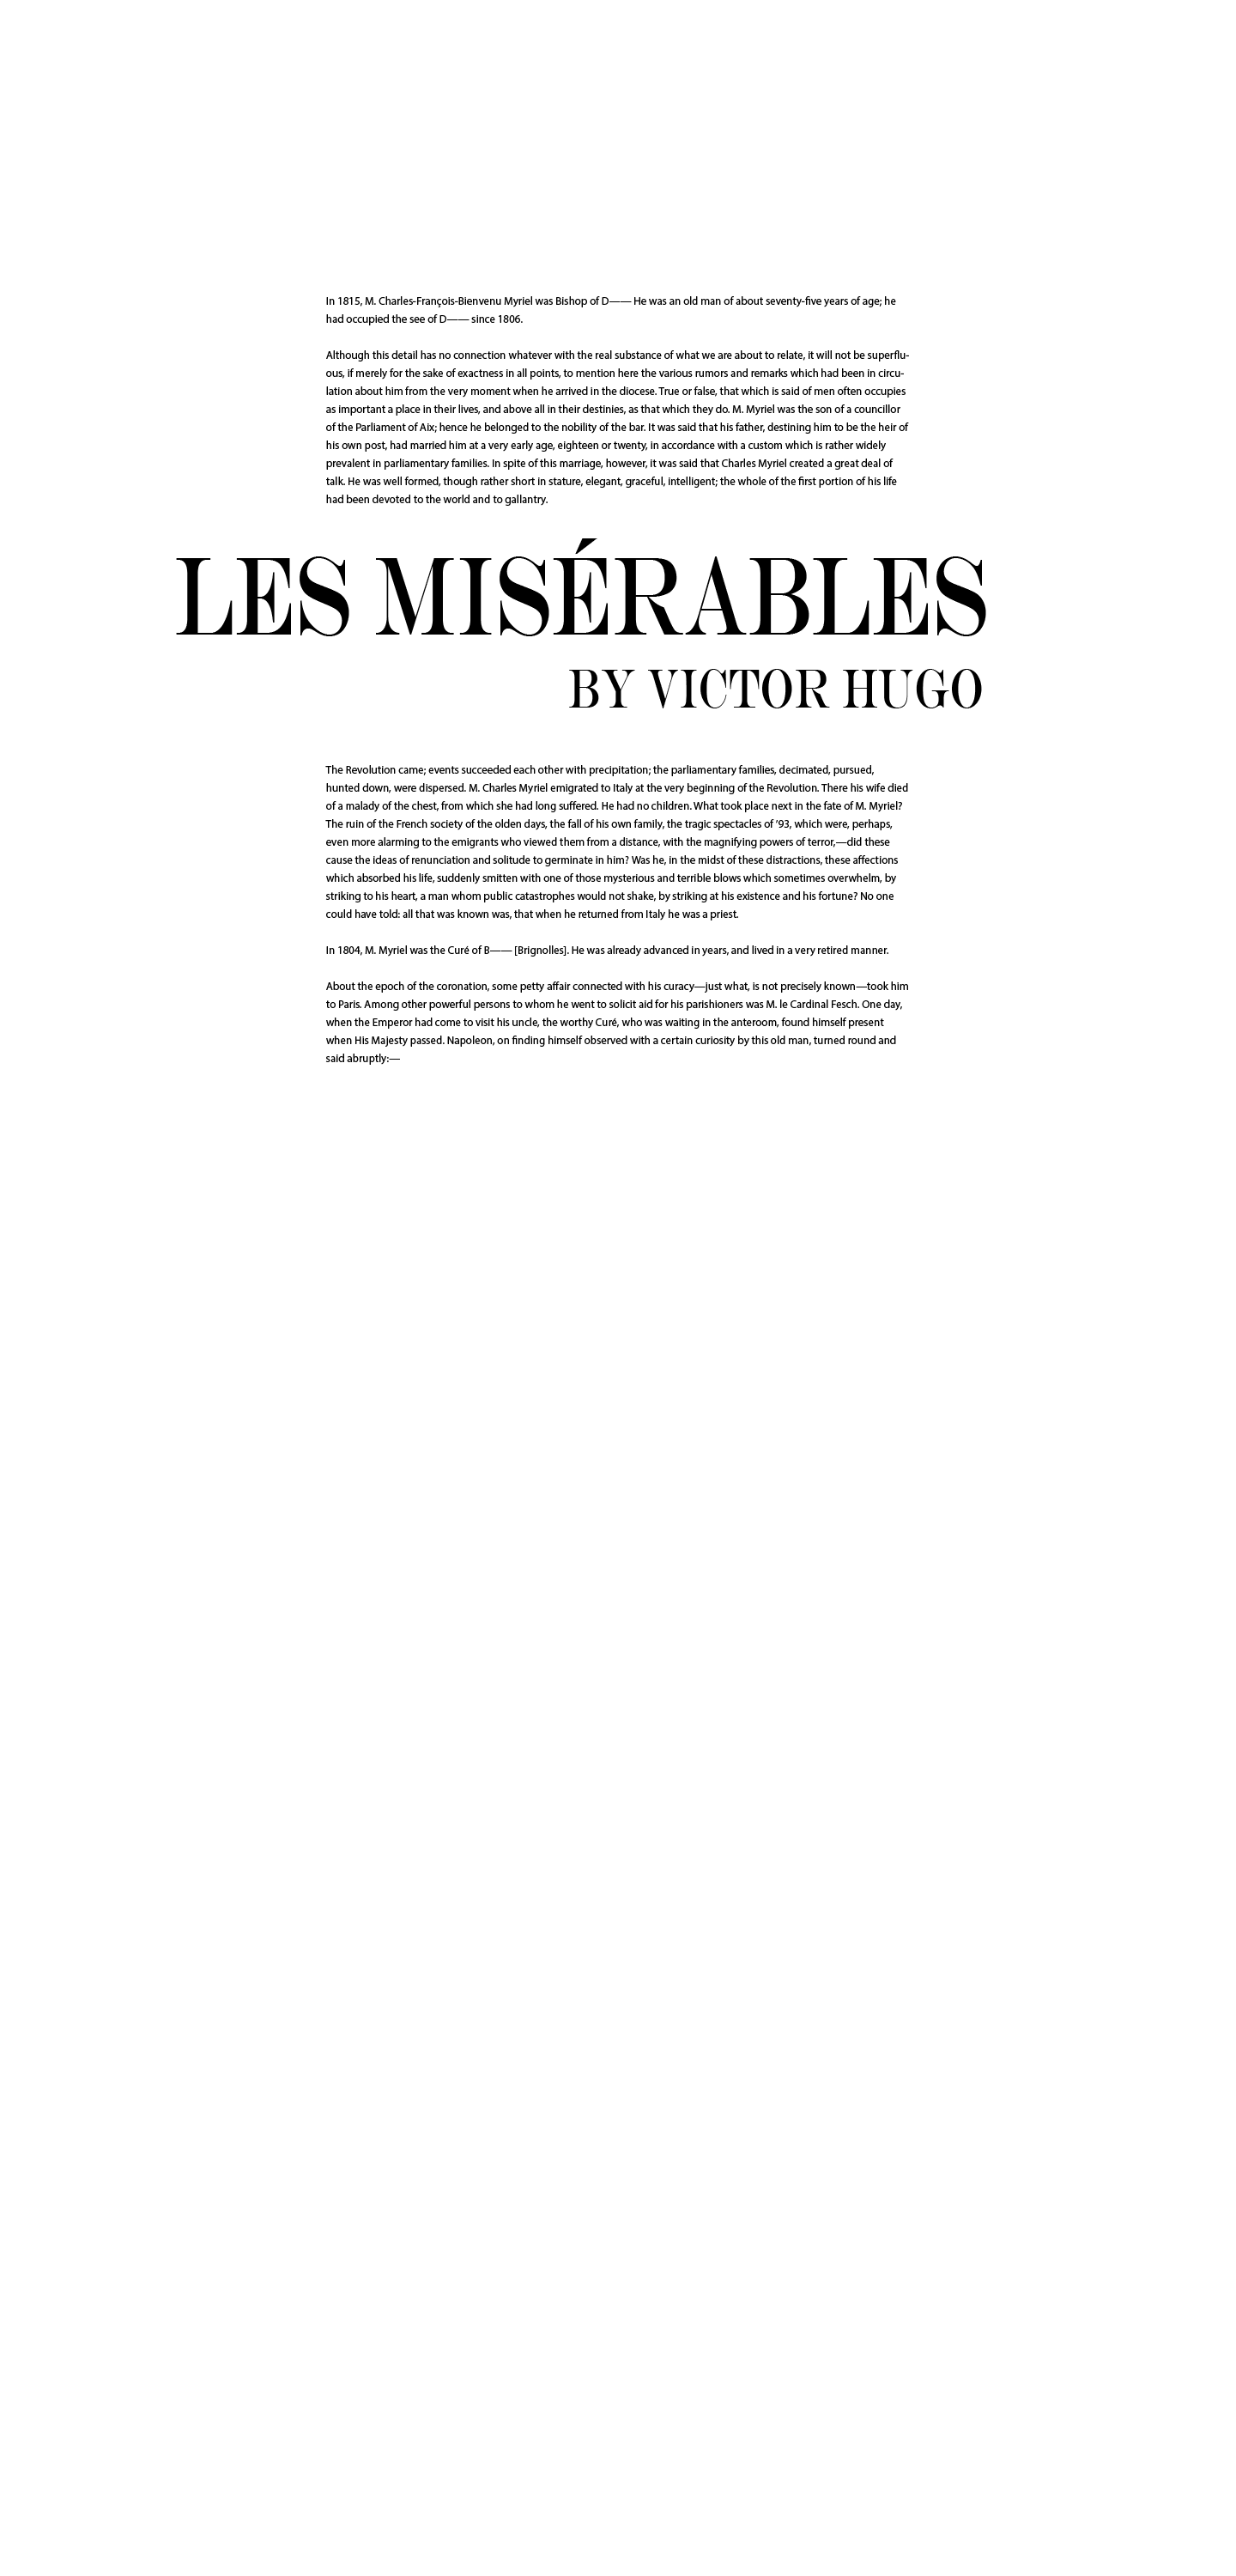 In 1815, M. Charles-François-Bienvenu Myriel was Bishop of D—— He was an old man of about seventy-five years of age; he
had occupied the see of D—— since 1806.
Although this detail has no connection whatever with the real substance of what we are about to relate, it will not be superflu-
ous, if merely for the sake of exactness in all points, to mention here the various rumors and remarks which had been in circu-
lation about him from the very moment when he arrived in the diocese. True or false, that which is said of men often occupies
as important a place in their lives, and above all in their destinies, as that which they do. M. Myriel was the son of a councillor
of the Parliament of Aix; hence he belonged to the nobility of the bar. It was said that his father, destining him to be the heir of
his own post, had married him at a very early age, eighteen or twenty, in accordance with a custom which is rather widely
prevalent in parliamentary families. In spite of this marriage, however, it was said that Charles Myriel created a great deal of
talk. He was well formed, though rather short in stature, elegant, graceful, intelligent; the whole of the first portion of his life
had been devoted to the world and to gallantry.
LES MISÉRABLES
BY VICTOR HUGO
The Revolution came; events succeeded each other with precipitation; the parliamentary families, decimated, pursued,
hunted down, were dispersed. M. Charles Myriel emigrated to Italy at the very beginning of the Revolution. There his wife died
of a malady of the chest, from which she had long suffered. He had no children. What took place next in the fate of M. Myriel?
The ruin of the French society of the olden days, the fall of his own family, the tragic spectacles of ’93, which were, perhaps,
even more alarming to the emigrants who viewed them from a distance, with the magnifying powers of terror,—did these
cause the ideas of renunciation and solitude to germinate in him? Was he, in the midst of these distractions, these affections
which absorbed his life, suddenly smitten with one of those mysterious and terrible blows which sometimes overwhelm, by
striking to his heart, a man whom public catastrophes would not shake, by striking at his existence and his fortune? No one
could have told: all that was known was, that when he returned from Italy he was a priest.
In 1804, M. Myriel was the Curé of B—— [Brignolles]. He was already advanced in years, and lived in a very retired manner.
About the epoch of the coronation, some petty affair connected with his curacy—just what, is not precisely known—took him
to Paris. Among other powerful persons to whom he went to solicit aid for his parishioners was M. le Cardinal Fesch. One day,
when the Emperor had come to visit his uncle, the worthy Curé, who was waiting in the anteroom, found himself present
when His Majesty passed. Napoleon, on finding himself observed with a certain curiosity by this old man, turned round and
said abruptly:—